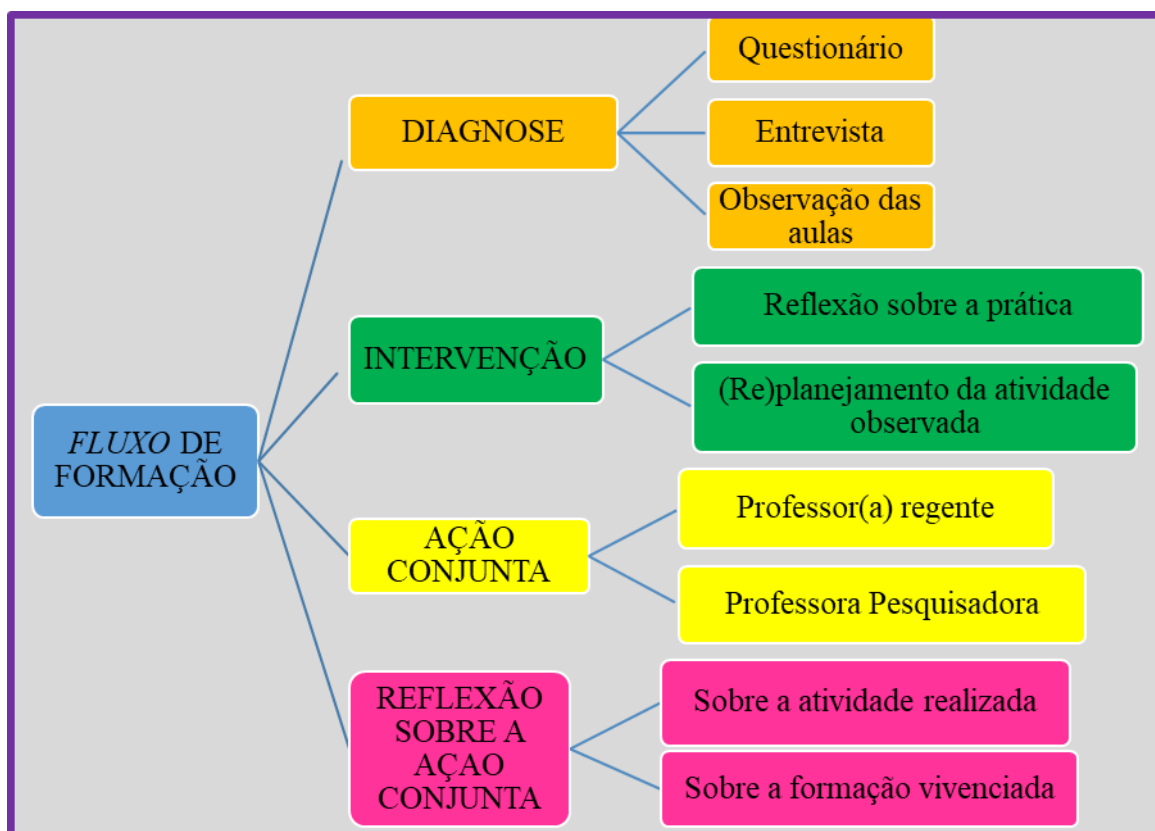 FLUXO DE
FORMAÇÃO
DIAGNOSE
Questionário
Entrevista
Observação das
aulas
INTERVENÇÃO
Reflexão sobre a prática
(Re)planejamento da atividade
observada
AÇÃO
CONJUNTA
Professor(a) regente
Professora Pesquisadora
REFLEXÃO
SOBRE A
AÇAO
CONJUNTA
Sobre a atividade realizada
Sobre a formação vivenciada